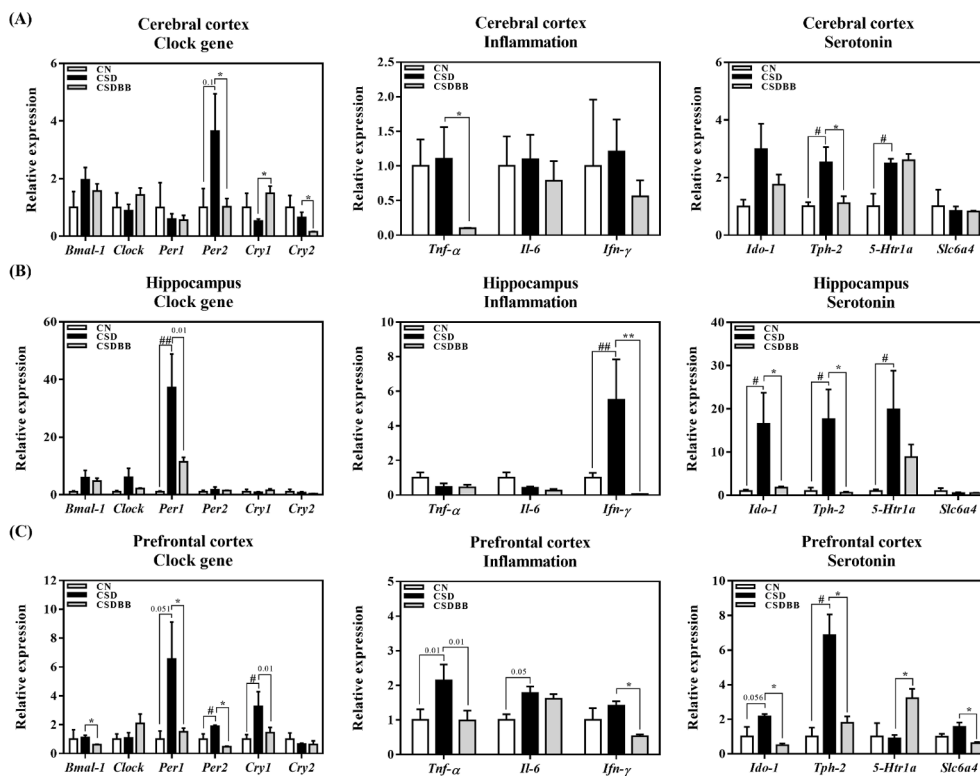 (A)
Cerebral cortex
Clock gene
Relative expression
6
4
2
0
CN
CSD
CSDBB
0.1
*
*
*
Bmal-1 Clock Per1 Per2 Cry1 Cry2
Cerebral cortex
Inflammation
Relative expression
2.5
2.0
1.5
1.0
0.5
0.0
CN
CSD
CSDBB
*
Tnf-α Il-6 Ifn-γ
Cerebral cortex
Serotonin
Relative expression
6
4
2
0
CN
CSD
CSDBB
# *
#
Ido-1 Tph-2 5-Htr1a Slc6a4
(B)
Hippocampus
Clock gene
Relative expression
60
40
20
0
CN
CSD
CSDBB
## 0.01
Bmal-1 Clock Per1 Per2 Cry1 Cry2
Hippocampus
Inflammation
Relative expression
10
8
6
4
2
0
CN
CSD
CSDBB
## **
Tnf-α Il-6 Ifn-γ
Hippocampus
Serotonin
Relative expression
40
30
20
10
0
CN
CSD
CSDBB
# *
# *
#
Ido-1 Tph-2 5-Htr1a Slc6a4
(C)
Prefrontal cortex
Clock gene
Relative expression
12
10
8
6
4
2
0
CN
CSD
CSDBB
*
0.051 *
# *
# 0.01
Bmal-1 Clock Per1 Per2 Cry1 Cry2
Prefrontal cortex
Inflammation
Relative expression
5
4
3
2
1
0
CN
CSD
CSDBB
0.01 0.01
0.05
*
Tnf-α Il-6 Ifn-γ
Prefrontal cortex
Serotonin
Relative expression
10
8
6
4
2
0
CN
CSD
CSDBB
0.056 *
# *
*
*
Ido-1 Tph-2 5-Htr1a Slc6a4